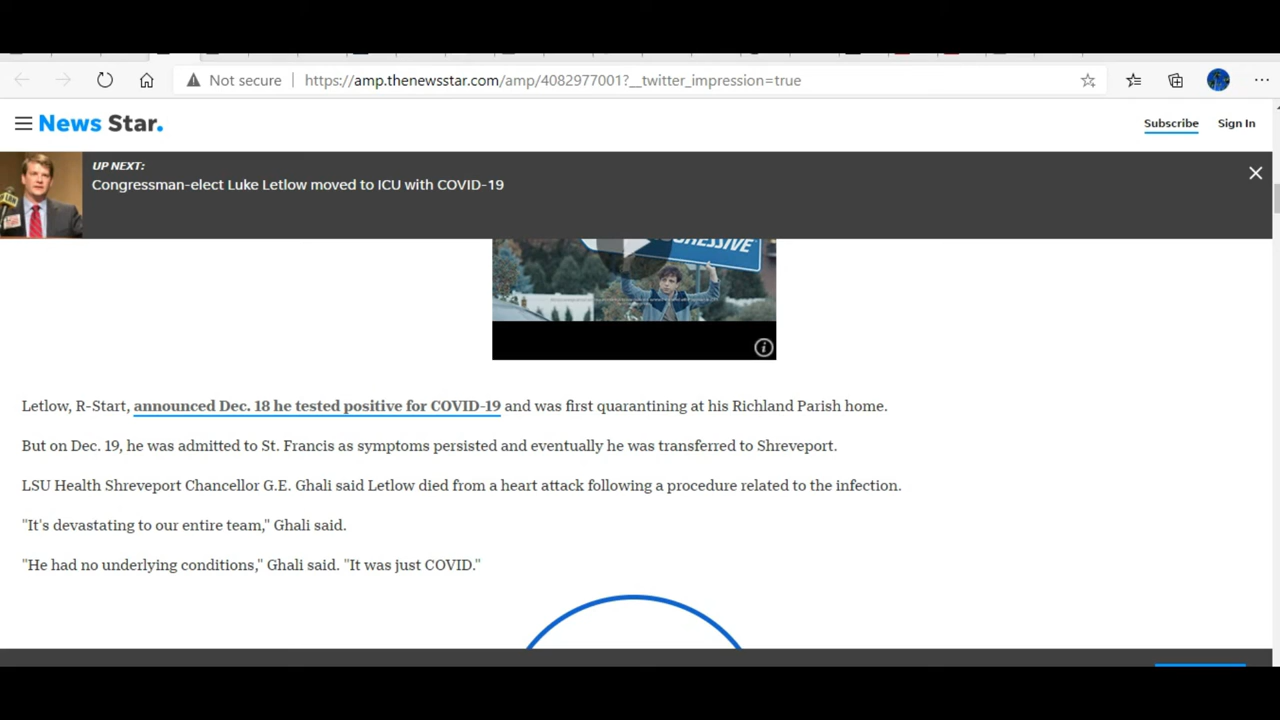 Not secure
https://amp.thenewsstar.com/amp/4082977001?__twitter_impression=true
News Star.
Subscribe
Sign In
UP NEXT:
Congressman-elect Luke Letlow moved to ICU with COVID-19
Letlow, R-Start, announced Dec. 18 he tested positive for COVID-19 and was first quarantining at his Richland Parish home.
But on Dec. 19, he was admitted to St. Francis as symptoms persisted and eventually he was transferred to Shreveport.
LSU Health Shreveport Chancellor G.E. Ghali said Letlow died from a heart attack following a procedure related to the infection.
"It's devastating to our entire team," Ghali said.
"He had no underlying conditions," Ghali said. "It was just COVID."